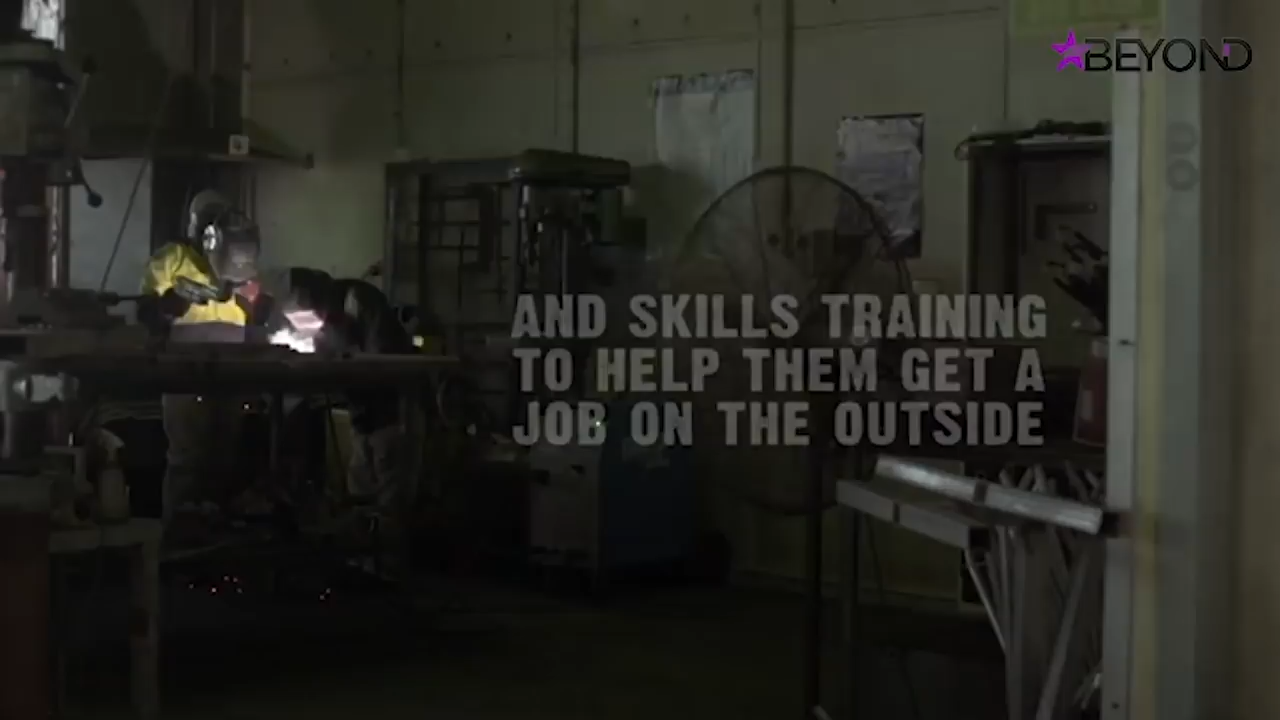 BEYOND
AND SKILLS TRAINING
TO HELP THEM GET A
JOB ON THE OUTSIDE